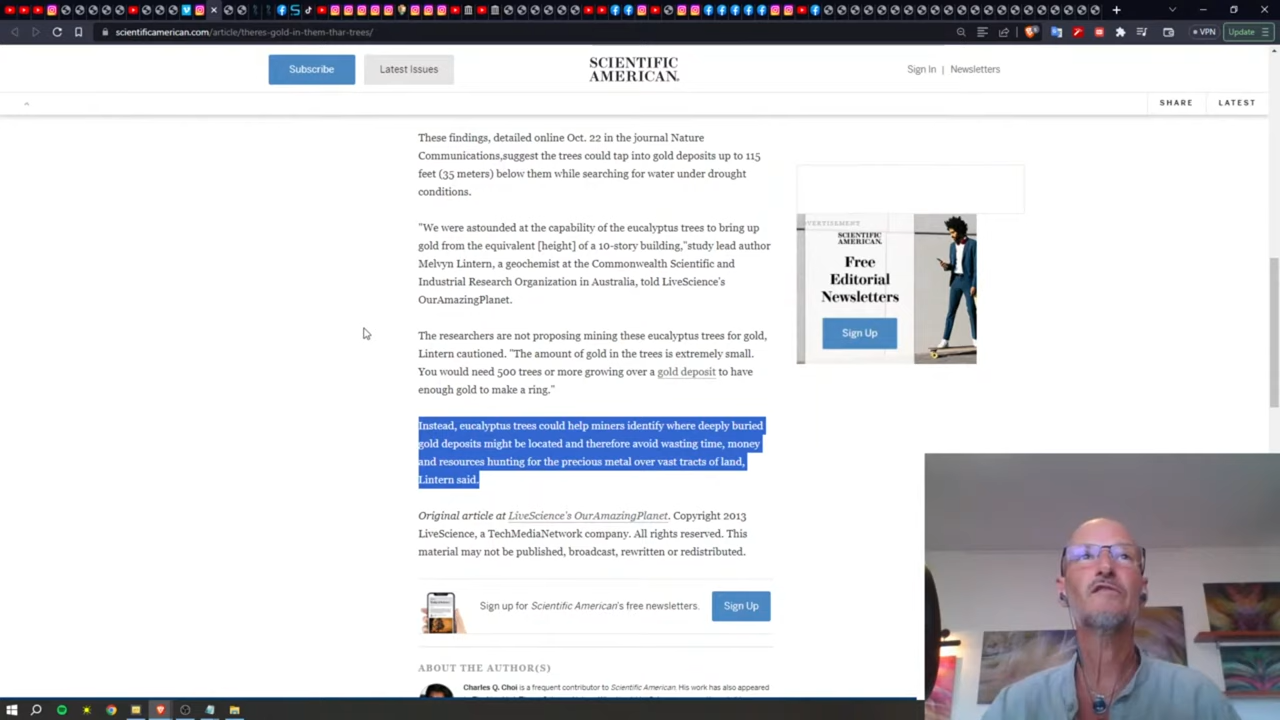 scientificamerican.com/article/theres-gold-in-them-thar-trees/
VPN
Update
Subscribe
Latest Issues
SCIENTIFIC
AMERICAN.
Sign In | Newsletters
SHARE
LATEST
These findings, detailed online Oct. 22 in the journal Nature
Communications,suggest the trees could tap into gold deposits up to 115
feet (35 meters) below them while searching for water under drought
conditions.
"We were astounded at the capability of the eucalyptus trees to bring up
gold from the equivalent [height] of a 10-story building,"study lead author
Melvyn Lintern, a geochemist at the Commonwealth Scientific and
Industrial Research Organization in Australia, told LiveScience's
OurAmazingPlanet.
The researchers are not proposing mining these eucalyptus trees for gold,
Lintern cautioned. "The amount of gold in the trees is extremely small.
You would need 500 trees or more growing over a gold deposit to have
enough gold to make a ring."
Instead, eucalyptus trees could help miners identify where deeply buried
gold deposits might be located and therefore avoid wasting time, money
and resources hunting for the precious metal over vast tracts of land,
Lintern said.
Original article at LiveScience's OurAmazingPlanet. Copyright 2013
LiveScience, a TechMediaNetwork company. All rights reserved. This
material may not be published, broadcast, rewritten or redistributed.
Sign up for Scientific American's free newsletters.
Sign Up
ABOUT THE AUTHOR(S)
Charles Q. Choi is a frequent contributor to Scientific American. His work has also appeared
SCIENTIFIC
AMERICAN.
Free
Editorial
Newsletters
Sign Up